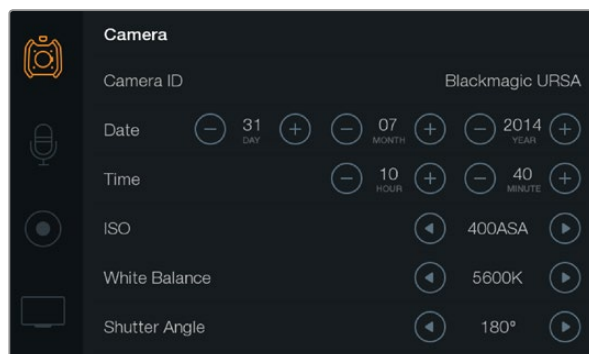 Camera
Camera ID Blackmagic URSA
Date 31 DAY 07 MONTH 2014 YEAR
Time 10 HOUR 40 MINUTE
ISO 400ASA
White Balance 5600K
Shutter Angle 180°